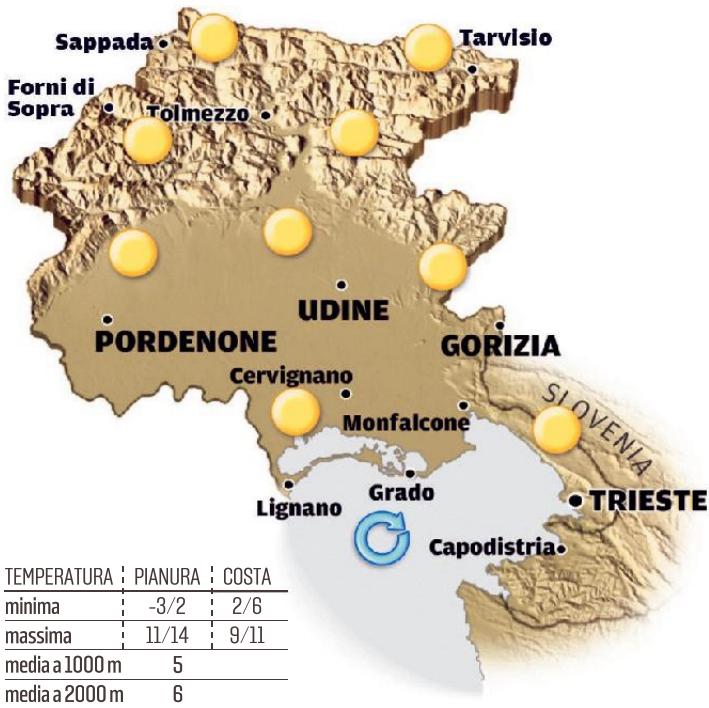 Sappada
Tarvisio
Forni di
Sopra
Tolmezzo
UDINE
PORDENONE
GORIZIA
Cervignano
SLOVENIA
Monfalcone
Grado
Lignano
TRIESTE
Capodistria
TEMPERATURA PIANURA COSTA
minima -3/2 2/6
massima 11/14 9/11
media a 1000 m 5
media a 2000 m 6